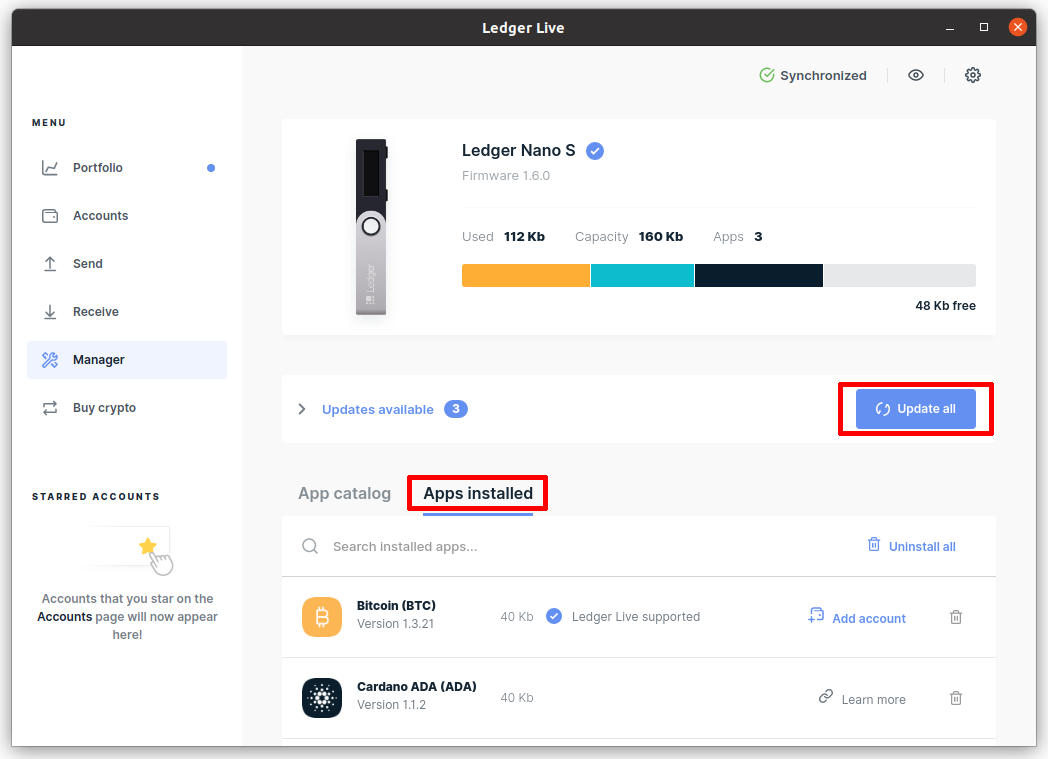 Ledger Live
Synchronized
MENU
Portfolio
Accounts
Send
Receive
Manager
Buy crypto
STARRED ACCOUNTS
Accounts that you star on the
Accounts page will now appear
here!
Ledger
Ledger Nano S
Firmware 1.6.0
Used 112 Kb Capacity 160 Kb Apps 3
48 Kb free
Updates available 3
Update all
App catalog Apps installed
Search installed apps...
Uninstall all
Bitcoin (BTC)
Version 1.3.21
40 Kb Ledger Live supported
Add account
Cardano ADA (ADA)
Version 1.1.2
40 Kb
Learn more